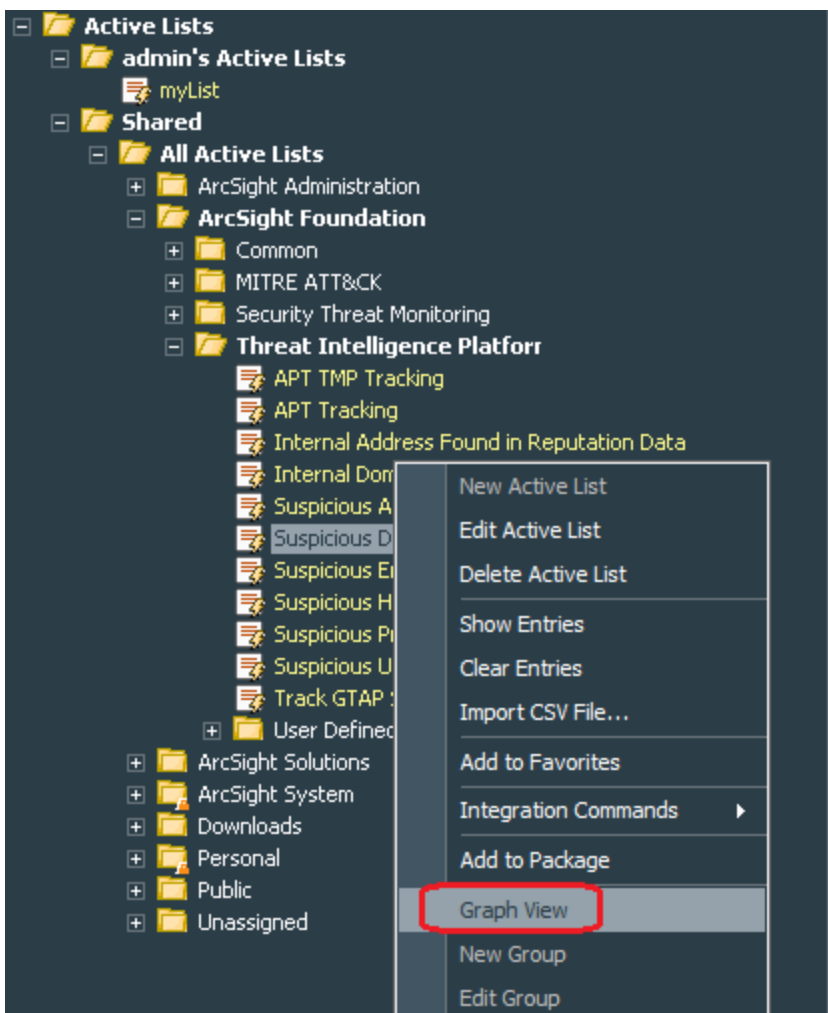 Active Lists
admin's Active Lists
myList
Shared
All Active Lists
ArcSight Administration
ArcSight Foundation
Common
MITRE ATT&CK
Security Threat Monitoring
Threat Intelligence
APT TMP Tracking
APT Tracking
Internal Address Found in Reputation Data
Internal
Suspicious
Suspicious
Suspicious
Suspicious
Suspicious
Suspicious
Track GTAP
User Defined
ArcSight Solutions
ArcSight System
Downloads
Personal
Public
Unassigned
New Active List
Edit Active List
Delete Active List
Show Entries
Clear Entries
Import CSV File...
Add to Favorites
Integration Commands
Add to Package
Graph View
New Group
Edit Group